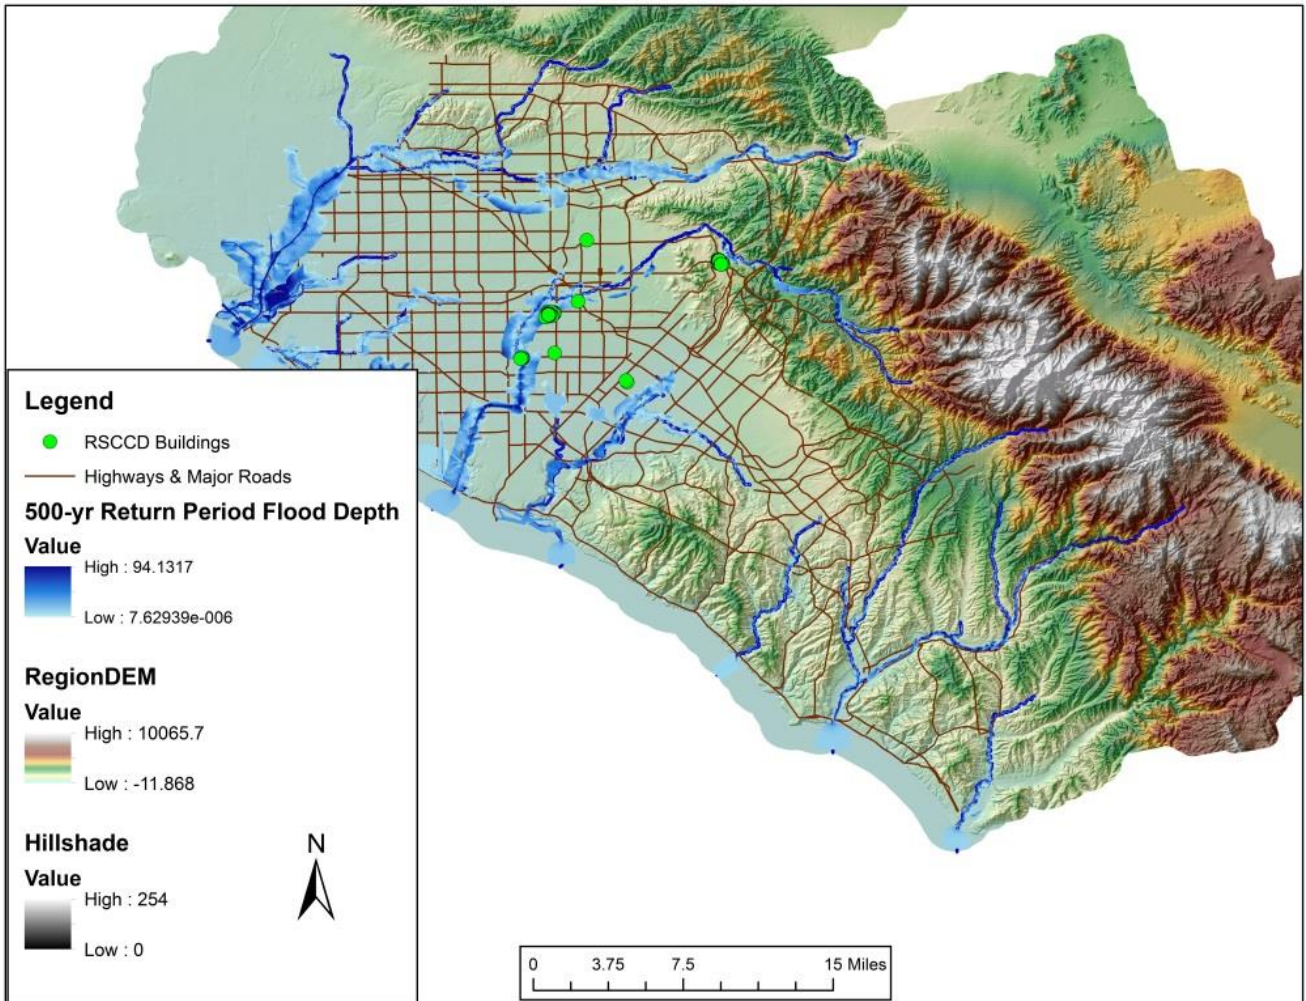 Legend
RSCCD Buildings
Highways & Major Roads
500-yr Return Period Flood Depth
Value
High : 94.1317
Low : 7.62939e-006
RegionDEM
Value
High : 10065.7
Low : -11.868
Hillshade
Value
High : 254
Low : 0
N
0 3.75 7.5 15 Miles